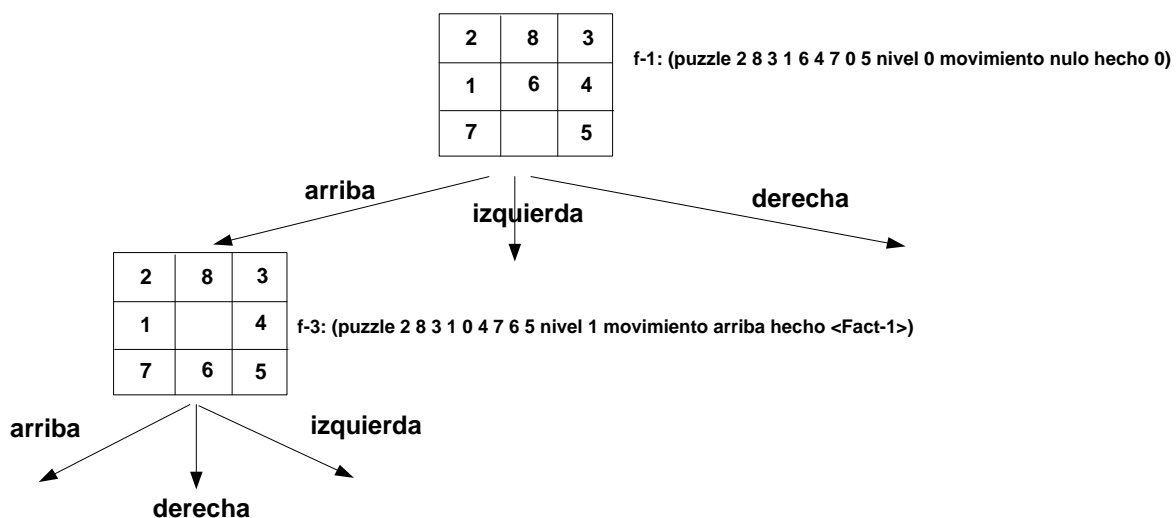 2 8 3
f-1: (puzzle 2 8 3 1 6 4 7 0 5 nivel 0 movimiento nulo hecho 0)
1 6 4
7 5
arriba
izquierda
derecha
2 8 3
1 4
f-3: (puzzle 2 8 3 1 0 4 7 6 5 nivel 1 movimiento arriba hecho <Fact-1>)
7 6 5
arriba
izquierda
derecha